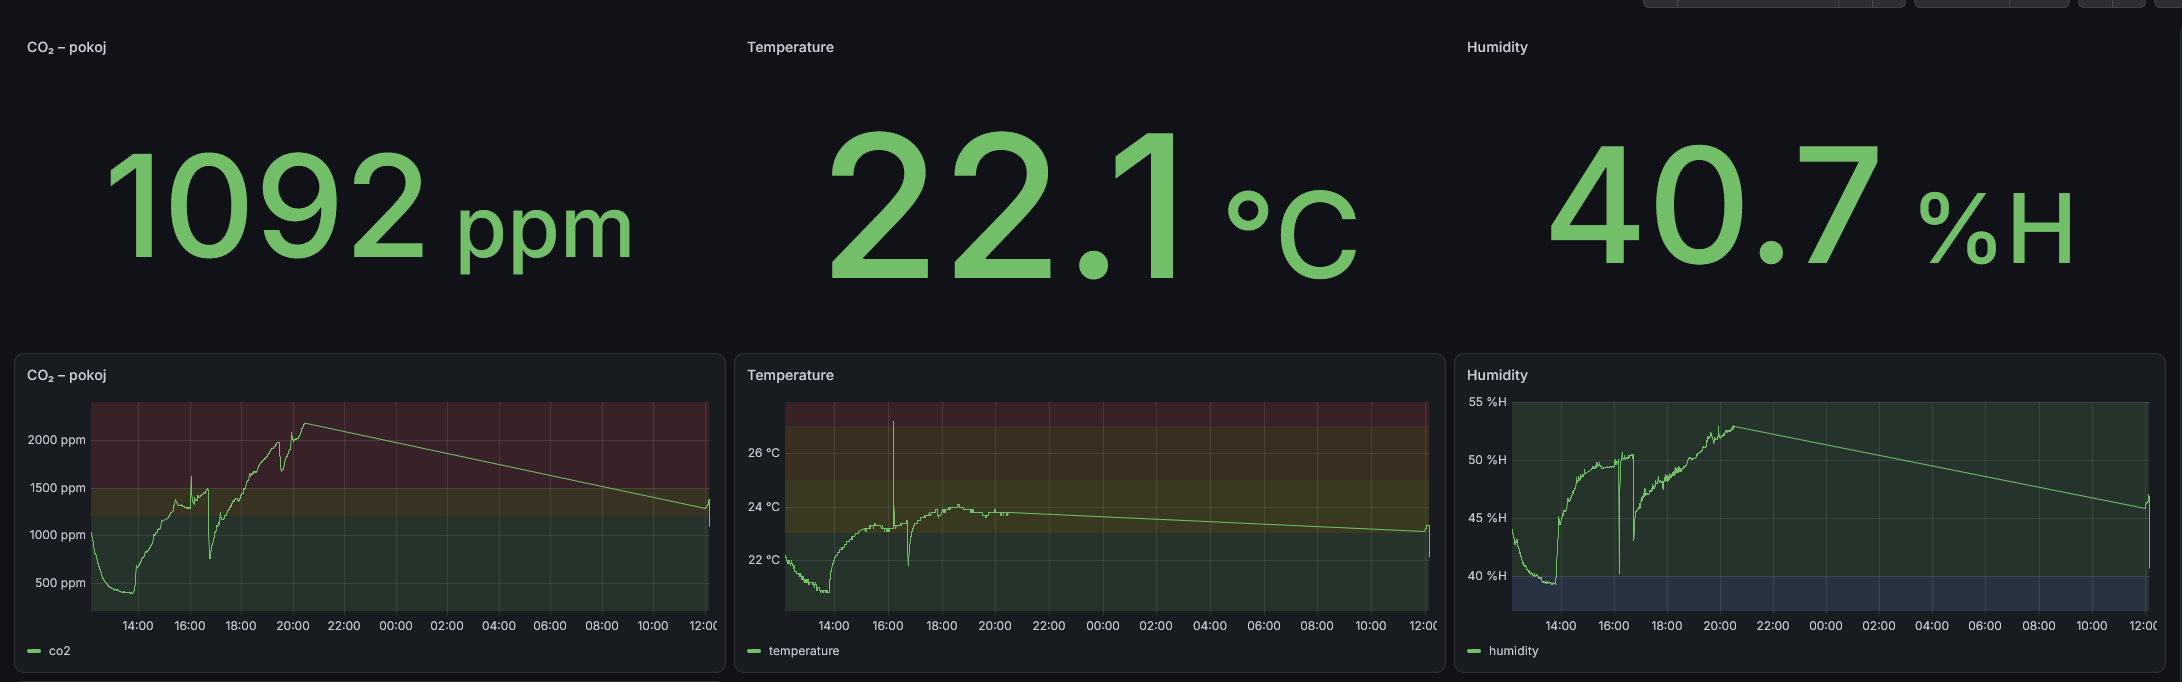 CO₂ – pokoj
Temperature
Humidity
1092 ppm
22.1 °C
40.7 %H
CO₂ – pokoj
2000 ppm
1500 ppm
1000 ppm
500 ppm
14:00 16:00 18:00 20:00 22:00 00:00 02:00 04:00 06:00 08:00 10:00 12:00
co2
Temperature
26 °C
24 °C
22 °C
14:00 16:00 18:00 20:00 22:00 00:00 02:00 04:00 06:00 08:00 10:00 12:00
temperature
Humidity
55 %H
50 %H
45 %H
40 %H
14:00 16:00 18:00 20:00 22:00 00:00 02:00 04:00 06:00 08:00 10:00 12:00
humidity